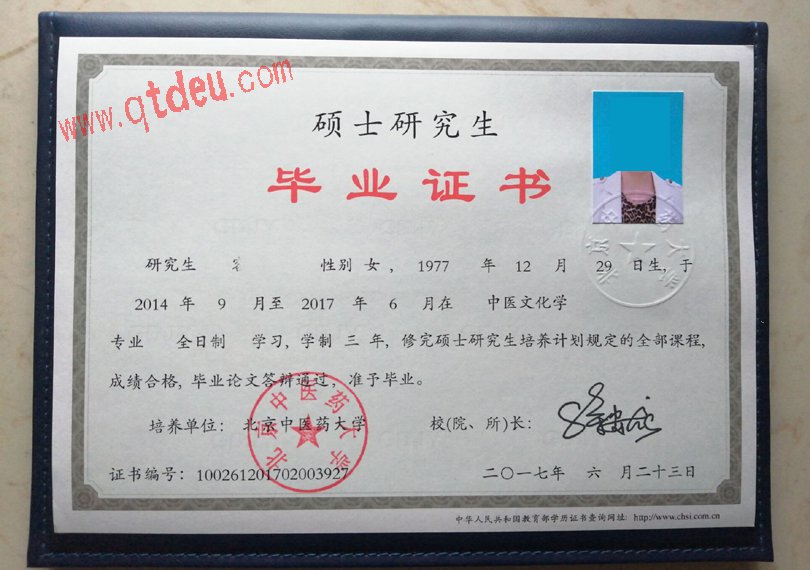 www.qtdeu.com
硕士研究生
毕业证书
研究生 性别 女 ， 1977 年 12 月 29 日生，于
2014 年 9 月至 2017 年 6 月在 中医文化学
专业 全日制 学习，学制 三 年，修完硕士研究生培养计划规定的全部课程，
成绩合格，毕业论文答辩通过，准予毕业。
培养单位：北京中医药大学 校(院、所)长：
北京中医药大学
证书编号：100261201702003927 二〇一七年 六 月二十三日
中华人民共和国教育部学历证书查询网址：http://www.chsi.com.cn